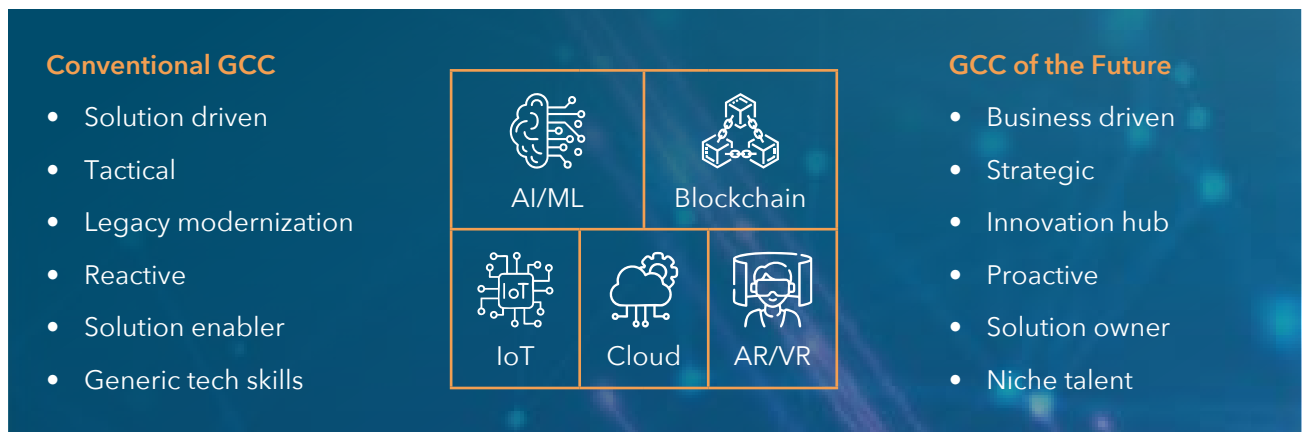 Conventional GCC
• Solution driven
• Tactical
• Legacy modernization
• Reactive
• Solution enabler
• Generic tech skills
AI/ML
Blockchain
IoT
IoT
Cloud
AR/VR
GCC of the Future
• Business driven
• Strategic
• Innovation hub
• Proactive
• Solution owner
• Niche talent